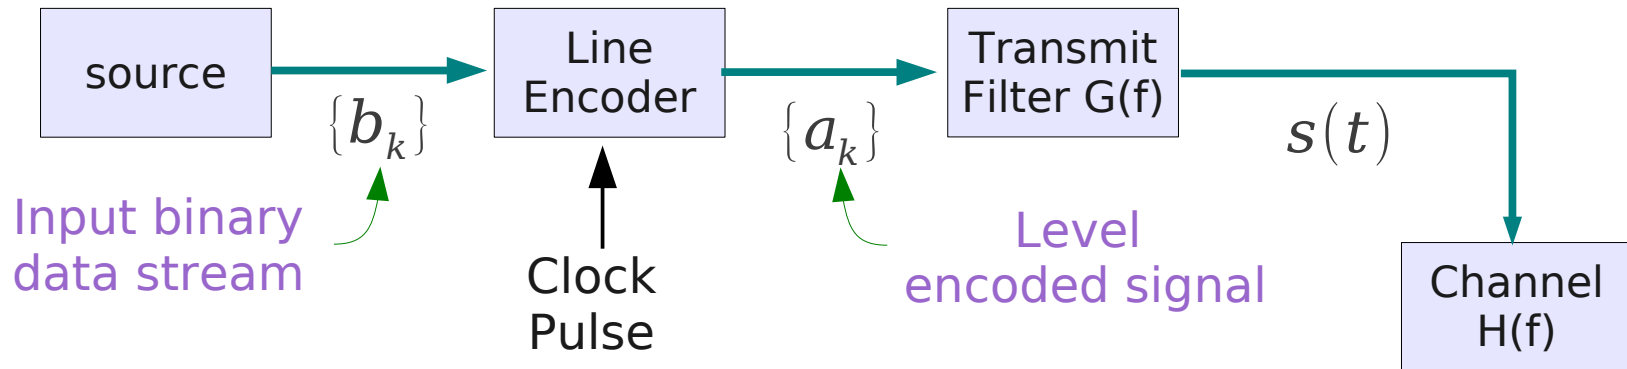 source
{b_k}
Input binary
data stream
Line
Encoder
Clock
Pulse
{a_k}
Level
encoded signal
Transmit
Filter G(f)
s(t)
Channel
H(f)